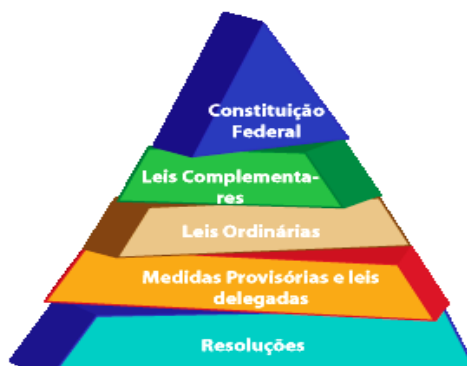 Constituição
Federal
Leis Complementa-
res
Leis Ordinárias
Medidas Provisórias e leis
delegadas
Resoluções